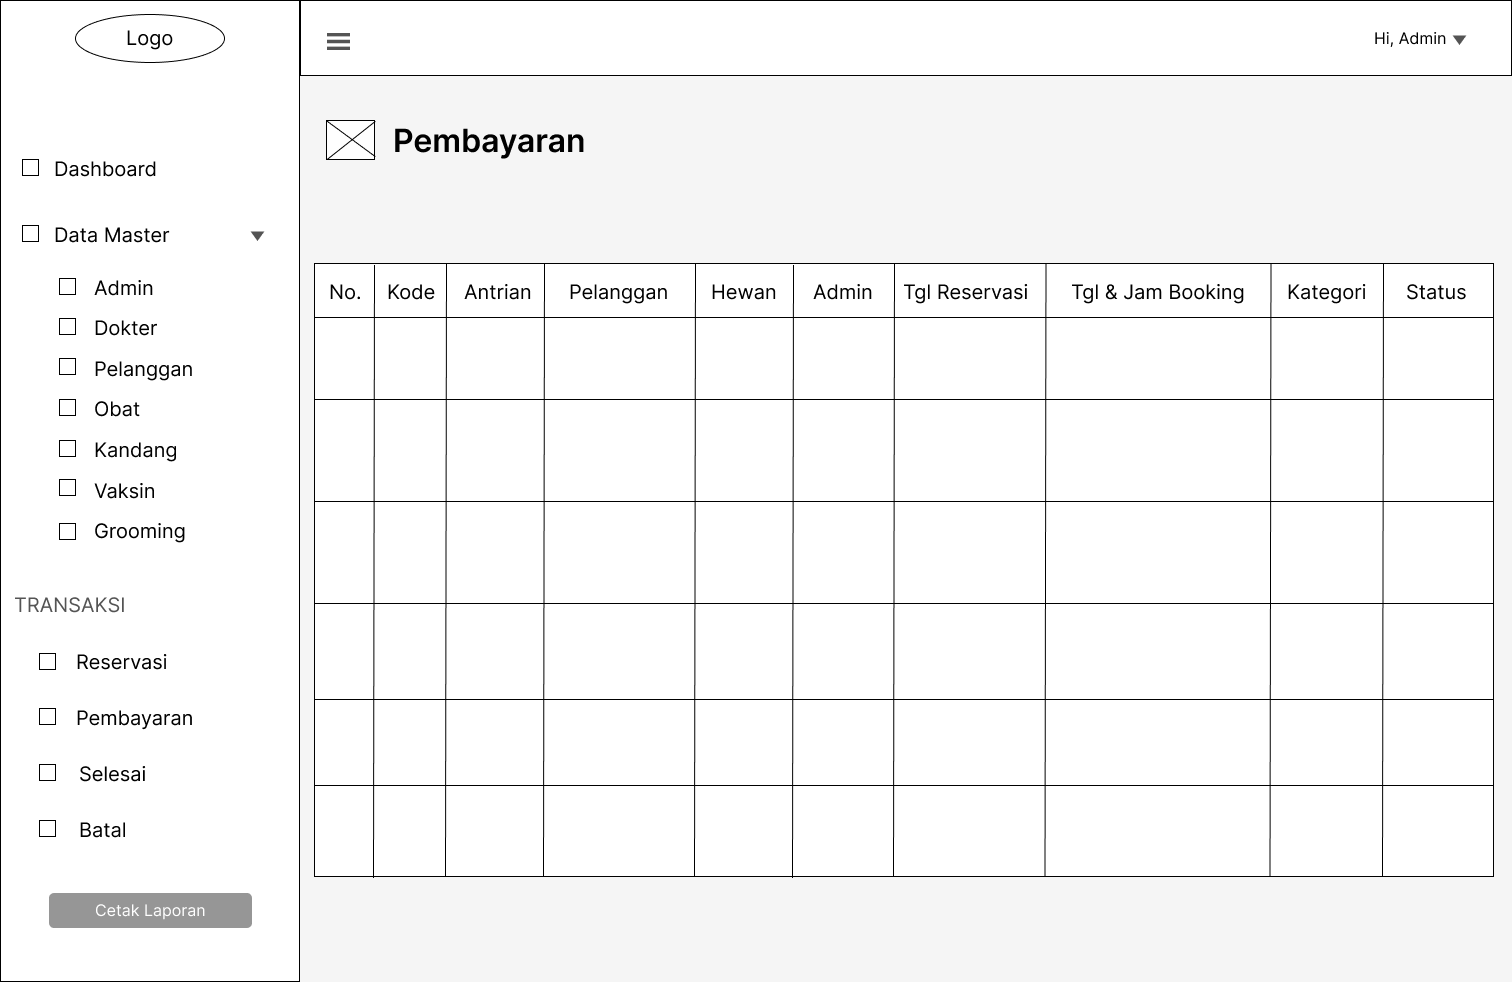 Logo
Hi, Admin
Pembayaran
Dashboard
Data Master
Admin
Dokter
Pelanggan
Obat
Kandang
Vaksin
Grooming
TRANSAKSI
Reservasi
Pembayaran
Selesai
Batal
Cetak Laporan
No. Kode Antrian Pelanggan Hewan Admin Tgl Reservasi Tgl & Jam Booking Kategori Status